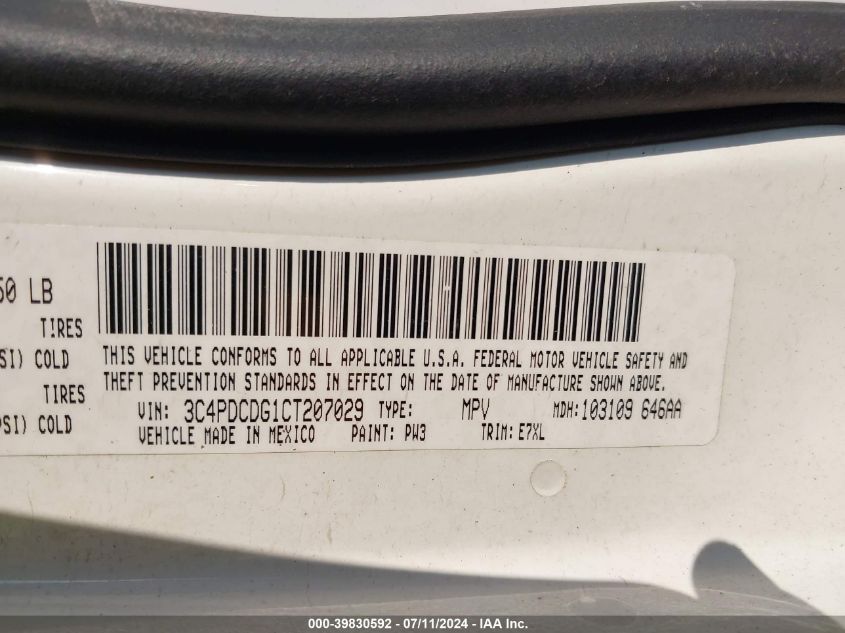 50 LB
TIRES
SI) COLD
TIRES
PSI) COLD
THIS VEHICLE CONFORMS TO ALL APPLICABLE U.S.A. FEDERAL MOTOR VEHICLE SAFETY AND
THEFT PREVENTION STANDARDS IN EFFECT ON THE DATE OF MANUFACTURE SHOWN ABOVE.
VIN: 3C4PDCDG1CT207029 TYPE: MPV MDH: 103109 646AA
VEHICLE MADE IN MEXICO PAINT: PW3 TRIM: E7XL
000-39830592 - 07/11/2024 - IAA Inc.